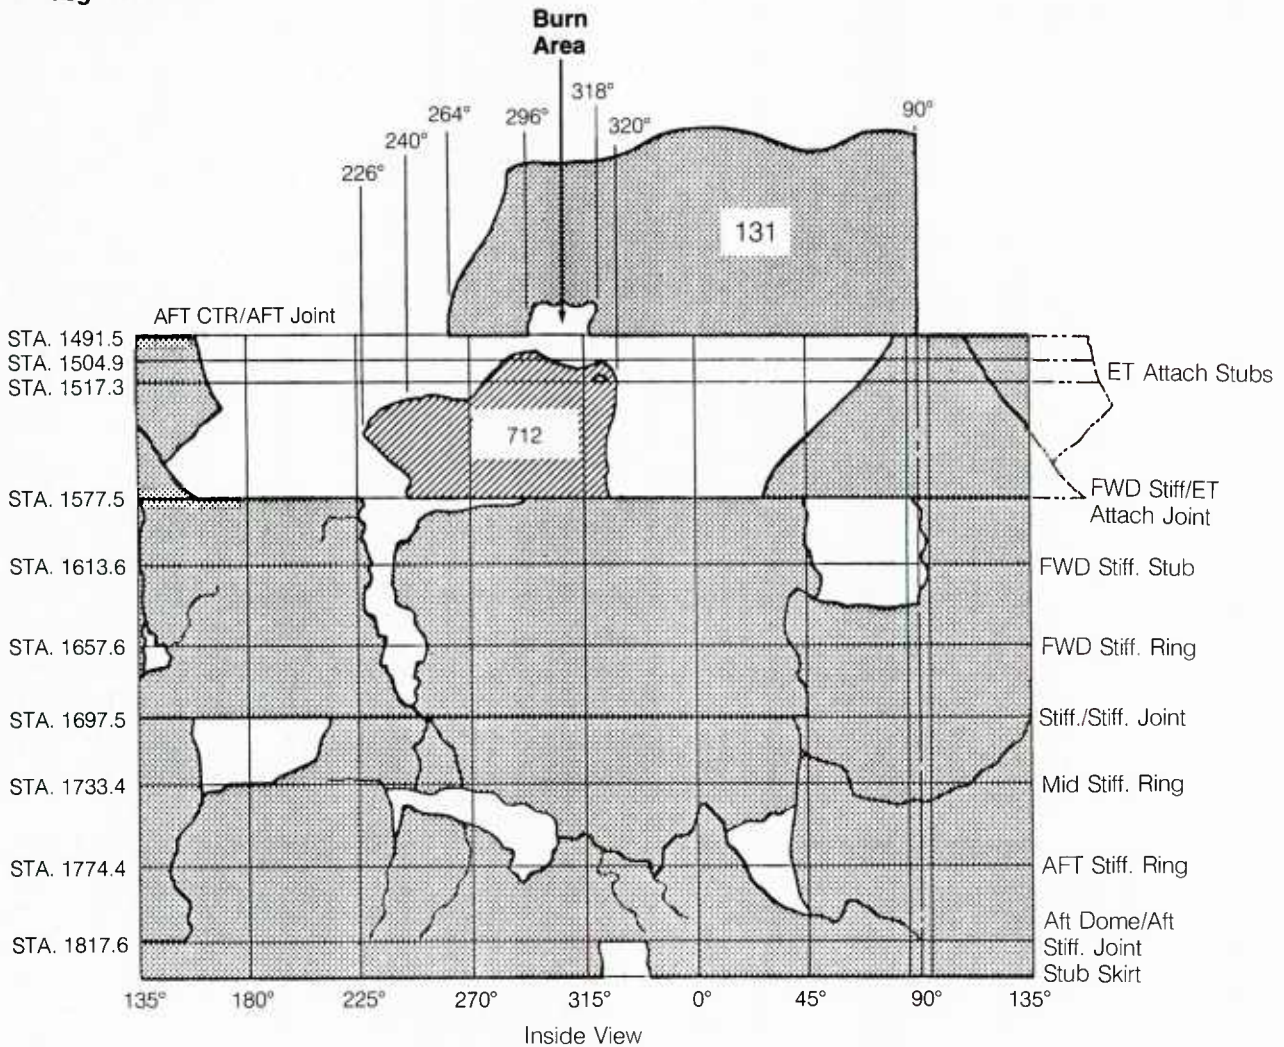 Burn
Area
318°
90°
264°
296°
320°
240°
226°
131
AFT CTR/AFT Joint
STA. 1491.5
STA. 1504.9
STA. 1517.3
ET Attach Stubs
712
STA. 1577.5
FWD Stiff/ET
Attach Joint
STA. 1613.6
FWD Stiff. Stub
STA. 1657.6
FWD Stiff. Ring
STA. 1697.5
Stiff./Stiff. Joint
STA. 1733.4
Mid Stiff. Ring
STA. 1774.4
AFT Stiff. Ring
STA. 1817.6
Aft Dome/Aft
Stiff. Joint
Stub Skirt
135° 180° 225° 270° 315° 0° 45° 90° 135°
Inside View